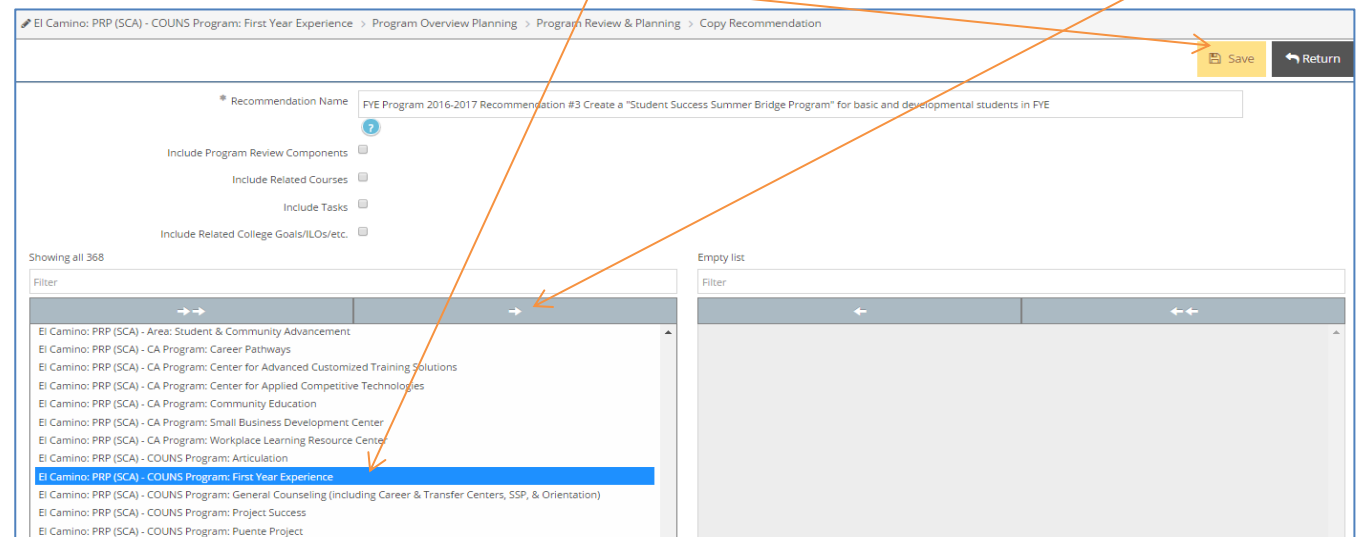 El Camino: PRP (SCA) - COUNS Program: First Year Experience > Program Overview Planning > Program Review & Planning > Copy Recommendation
Save Return
* Recommendation Name FYE Program 2016-2017 Recommendation #3 Create a "Student Success Summer Bridge Program" for basic and developmental students in FYE
?
Include Program Review Components
Include Related Courses
Include Tasks
Include Related College Goals/ILOs/etc.
Showing all 368 Empty list
Filter Filter
El Camino: PRP (SCA) - Area: Student & Community Advancement
El Camino: PRP (SCA) - CA Program: Career Pathways
El Camino: PRP (SCA) - CA Program: Center for Advanced Customized Training Solutions
El Camino: PRP (SCA) - CA Program: Center for Applied Competitive Technologies
El Camino: PRP (SCA) - CA Program: Community Education
El Camino: PRP (SCA) - CA Program: Small Business Development Center
El Camino: PRP (SCA) - CA Program: Workplace Learning Resource Center
El Camino: PRP (SCA) - COUNS Program: Articulation
El Camino: PRP (SCA) - COUNS Program: First Year Experience
El Camino: PRP (SCA) - COUNS Program: General Counseling (including Career & Transfer Centers, SSP, & Orientation)
El Camino: PRP (SCA) - COUNS Program: Project Success
El Camino: PRP (SCA) - COUNS Program: Puente Project